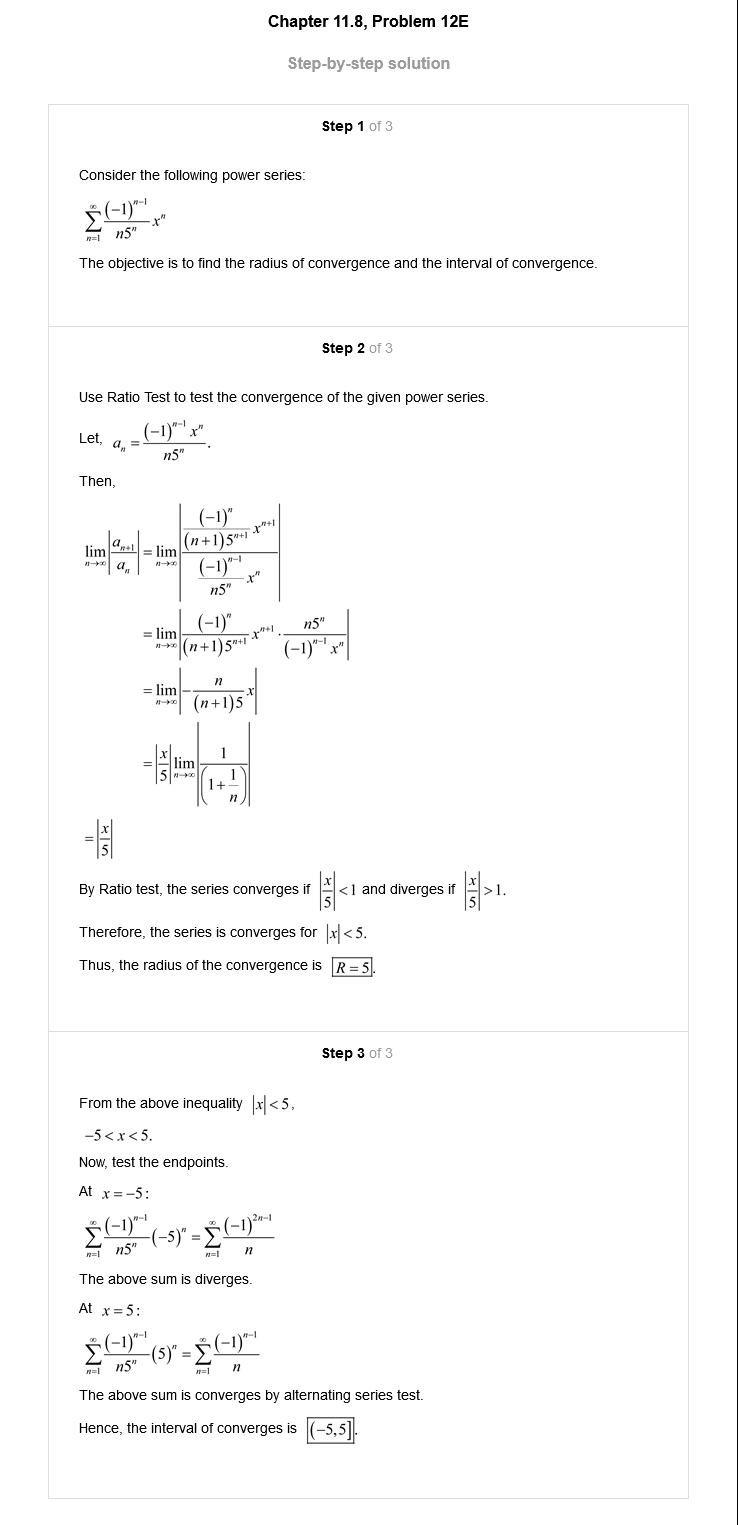 Chapter 11.8, Problem 12E
Step-by-step solution
Step 1 of 3
Consider the following power series:
$\sum_{n=1}^{\infty} \frac{(-1)^{n-1}}{n5^n} x^n$
The objective is to find the radius of convergence and the interval of convergence.
Step 2 of 3
Use Ratio Test to test the convergence of the given power series.
Let, $a_n = \frac{(-1)^{n-1} x^n}{n5^n}$.
Then,
$\lim_{n\to\infty} \left|\frac{a_{n+1}}{a_n}\right| = \lim_{n\to\infty} \left|\frac{\frac{(-1)^n}{(n+1)5^{n+1}} x^{n+1}}{\frac{(-1)^{n-1}}{n5^n} x^n}\right|$
$= \lim_{n\to\infty} \left|\frac{(-1)^n}{(n+1)5^{n+1}} x^{n+1} \cdot \frac{n5^n}{(-1)^{n-1} x^n}\right|$
$= \lim_{n\to\infty} \left|-\frac{n}{(n+1)5} x\right|$
$= \left|\frac{x}{5}\right| \lim_{n\to\infty} \left|\frac{1}{\left(1+\frac{1}{n}\right)}\right|$
$= \left|\frac{x}{5}\right|$
By Ratio test, the series converges if $\left|\frac{x}{5}\right| < 1$ and diverges if $\left|\frac{x}{5}\right| > 1$.
Therefore, the series is converges for $|x| < 5$.
Thus, the radius of the convergence is $\boxed{R = 5}$.
Step 3 of 3
From the above inequality $|x| < 5$,
$-5 < x < 5$.
Now, test the endpoints.
At $x = -5$:
$\sum_{n=1}^{\infty} \frac{(-1)^{n-1}}{n5^n} (-5)^n = \sum_{n=1}^{\infty} \frac{(-1)^{2n-1}}{n}$
The above sum is diverges.
At $x = 5$:
$\sum_{n=1}^{\infty} \frac{(-1)^{n-1}}{n5^n} (5)^n = \sum_{n=1}^{\infty} \frac{(-1)^{n-1}}{n}$
The above sum is converges by alternating series test.
Hence, the interval of converges is $\boxed{(-5,5]}$.